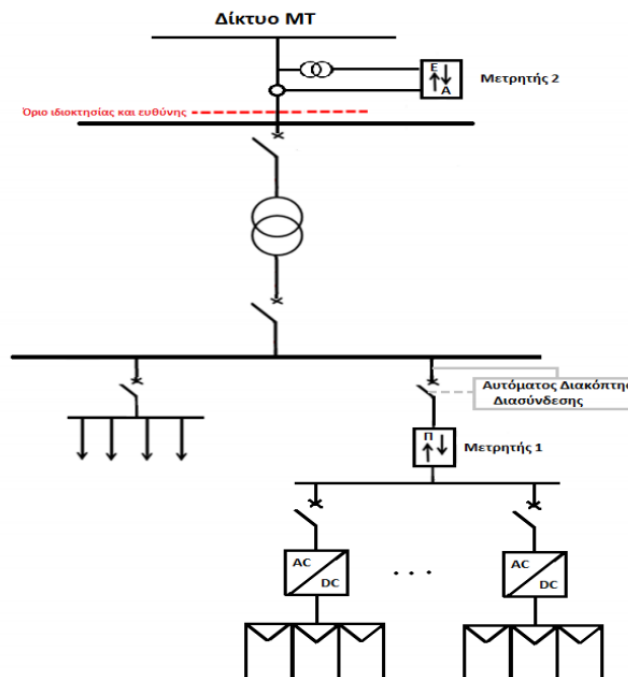 Δίκτυο ΜΤ
Ε
Α
Μετρητής 2
Όριο ιδιοκτησίας και ευθύνης
Αυτόματος Διακόπτης
Διασύνδεσης
Π
Μετρητής 1
AC
DC
. . .
AC
DC